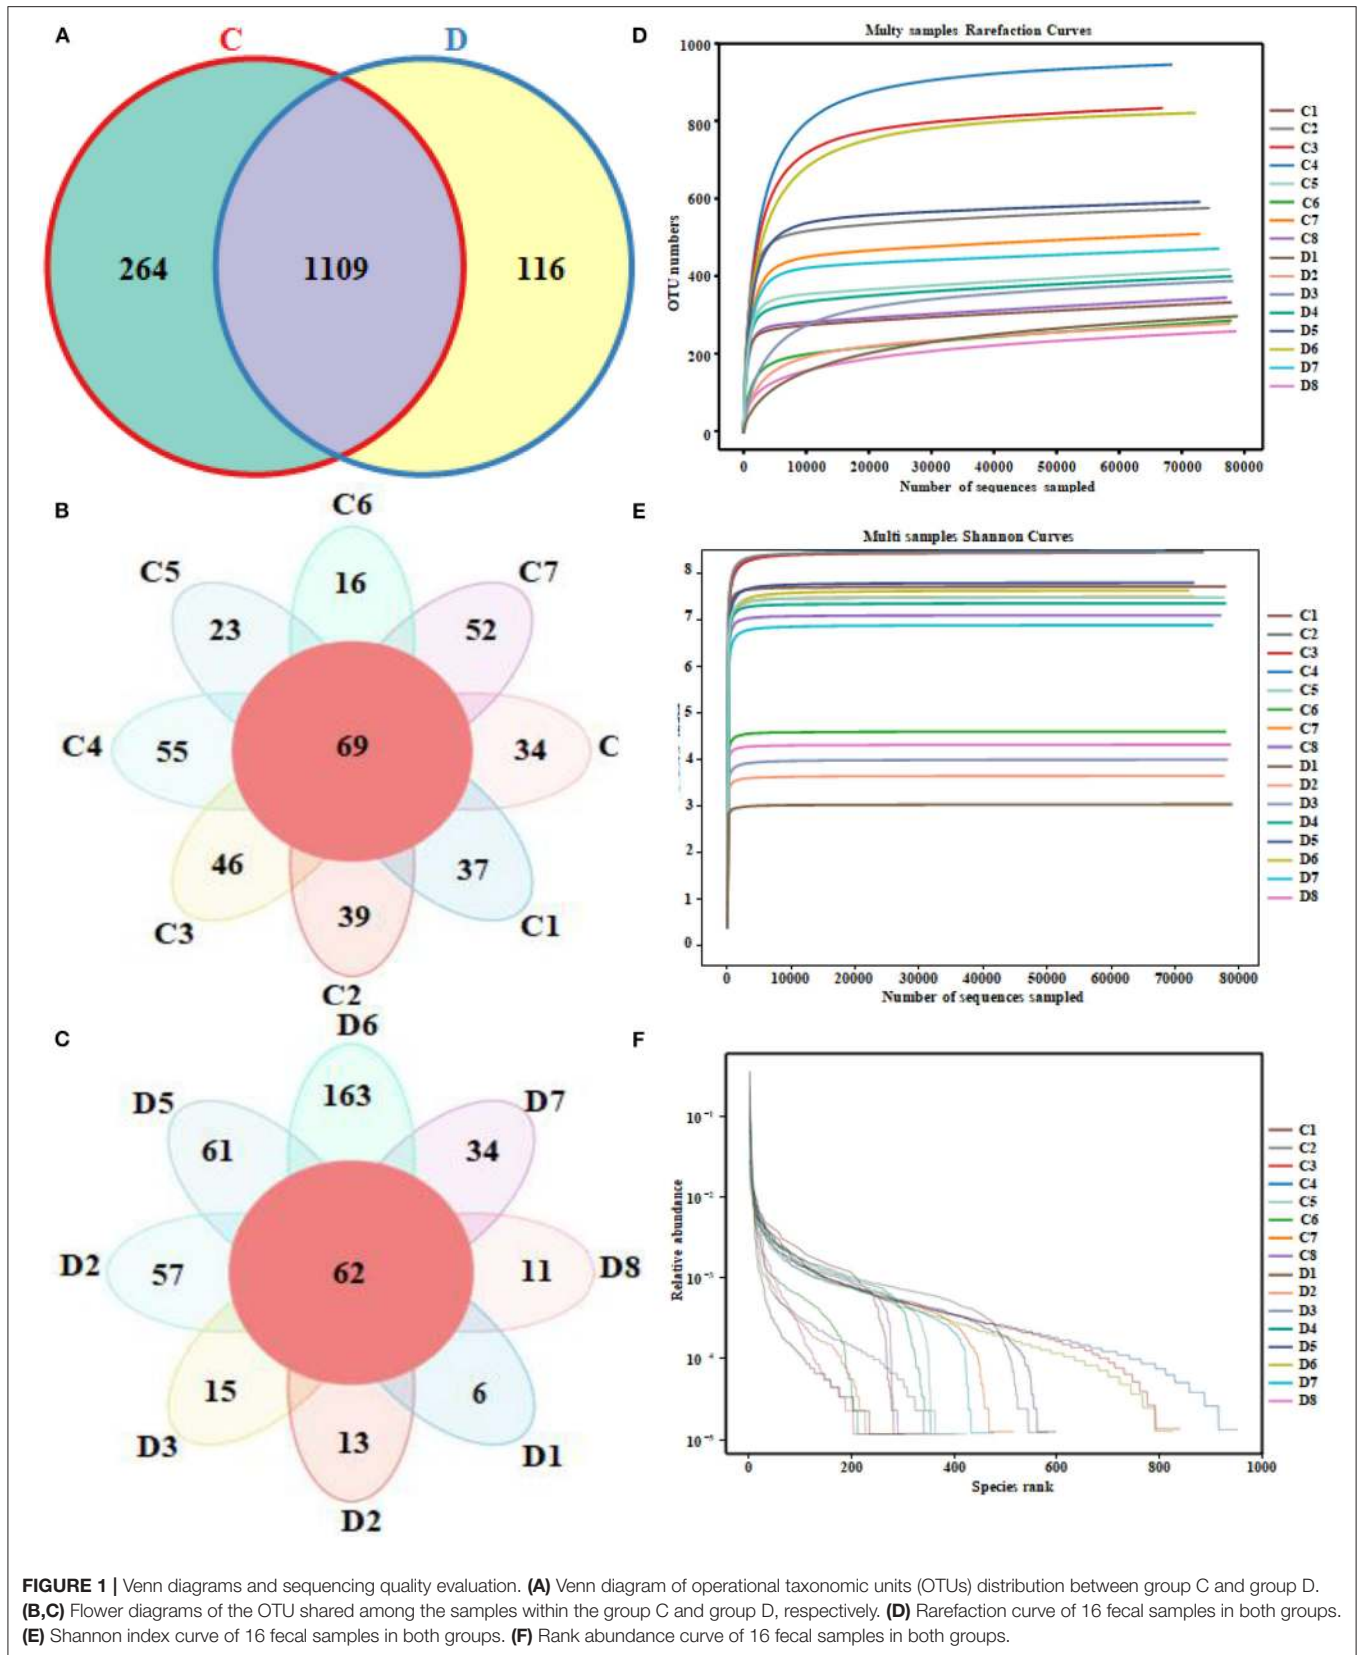 A
C
D
264
1109
116
D
Multy samples Rarefaction Curves
OTU numbers
1000
800
600
400
200
0
0 10000 20000 30000 40000 50000 60000 70000 80000
Number of sequences sampled
C1
C2
C3
C4
C5
C6
C7
C8
D1
D2
D3
D4
D5
D6
D7
D8
B
C6
C5
C7
16
23
52
C4
55
69
34
C
46
37
C3
39
C1
C2
E
Multi samples Shannon Curves
8
7
6
5
4
3
2
1
0
0 10000 20000 30000 40000 50000 60000 70000 80000
Number of sequences sampled
C1
C2
C3
C4
C5
C6
C7
C8
D1
D2
D3
D4
D5
D6
D7
D8
C
D6
D5
163
D7
61
34
D2
57
62
11
D8
15
6
D3
13
D1
D2
F
Relative abundance
10⁻¹
10⁻²
10⁻³
10⁻⁴
10⁻⁵
0 200 400 600 800 1000
Species rank
C1
C2
C3
C4
C5
C6
C7
C8
D1
D2
D3
D4
D5
D6
D7
D8
FIGURE 1 | Venn diagrams and sequencing quality evaluation. (A) Venn diagram of operational taxonomic units (OTUs) distribution between group C and group D.
(B,C) Flower diagrams of the OTU shared among the samples within the group C and group D, respectively. (D) Rarefaction curve of 16 fecal samples in both groups.
(E) Shannon index curve of 16 fecal samples in both groups. (F) Rank abundance curve of 16 fecal samples in both groups.